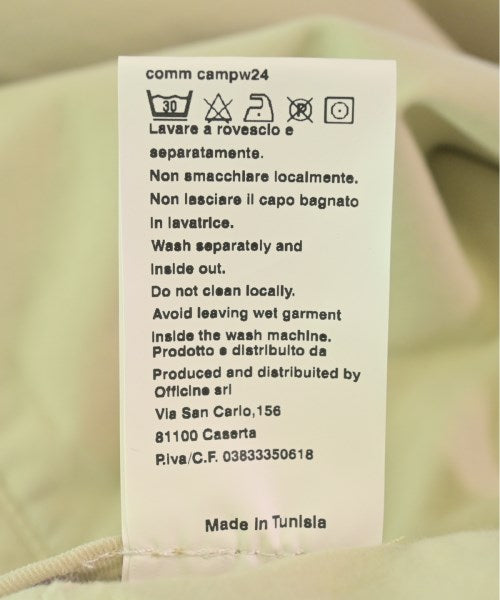 comm campw24
30
P
Lavare a rovescio e
separatamente.
Non smacchiare localmente.
Non lasciare il capo bagnato
in lavatrice.
Wash separately and
inside out.
Do not clean locally.
Avoid leaving wet garment
inside the wash machine.
Prodotto e distribuito da
Produced and distribuited by
Officine srl
Via San Carlo,156
81100 Caserta
P.iva/C.F. 03833350618
Made in Tunisia